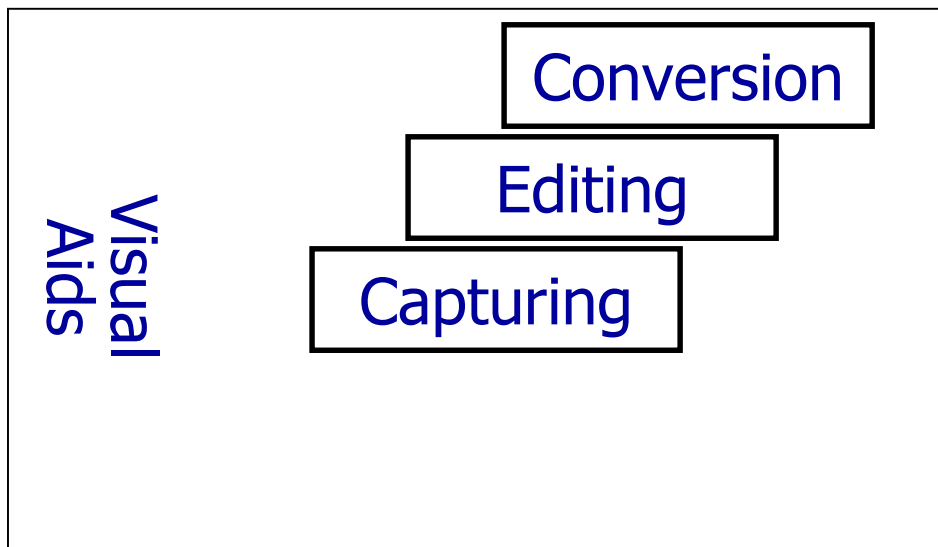 Conversion
Editing
Capturing
Visual
Aids